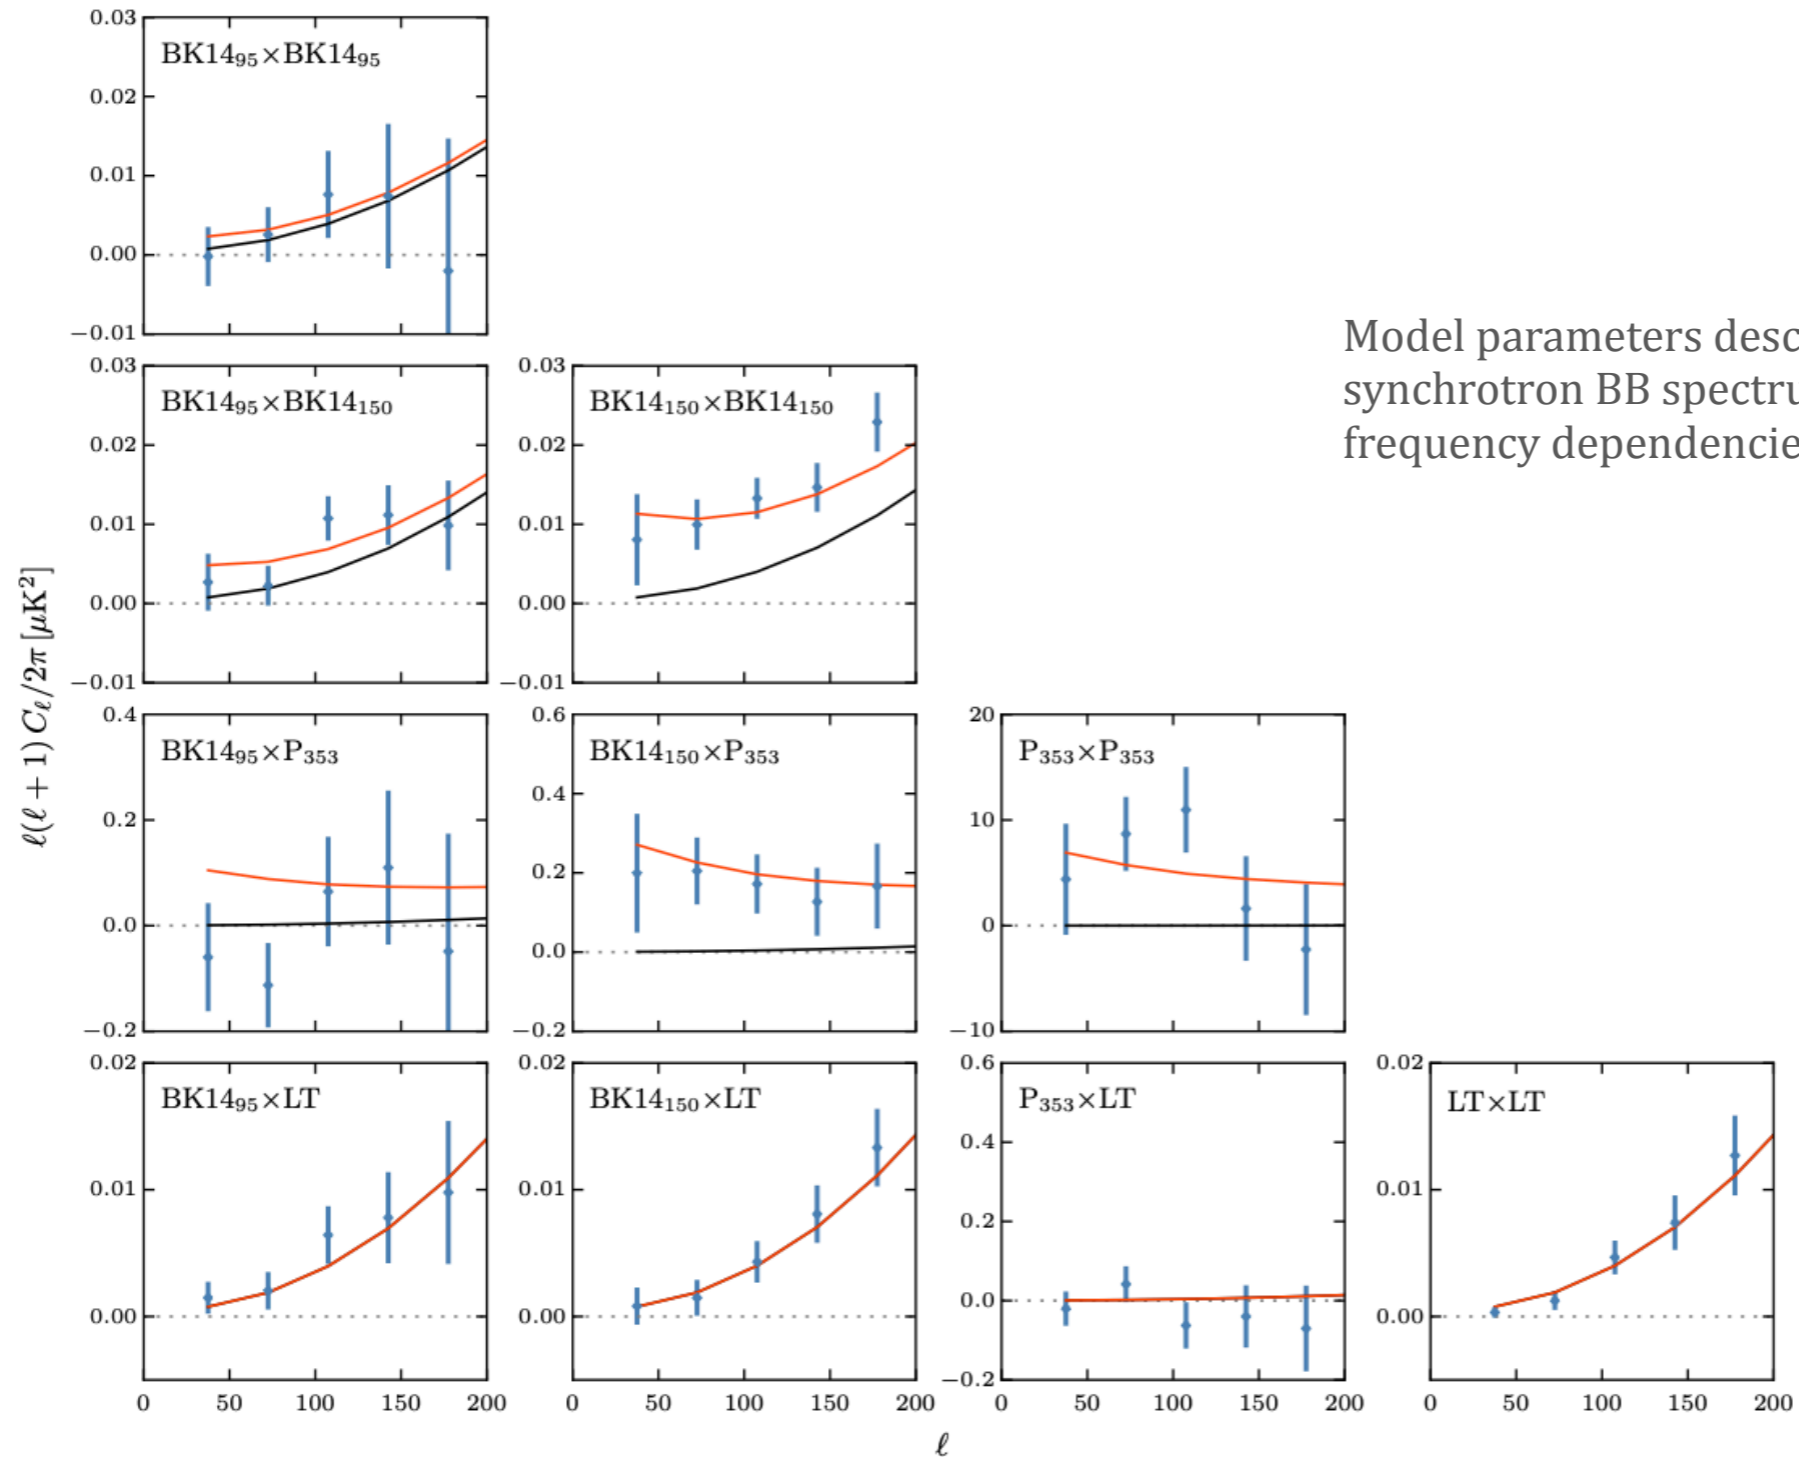 0.03
BK14₉₅×BK14₉₅
0.02
0.01
0.00
−0.01
Model parameters
synchrotron BB
frequency
0.03
BK14₉₅×BK14₁₅₀
0.02
0.01
0.00
−0.01
0.03
BK14₁₅₀×BK14₁₅₀
0.02
0.01
0.00
−0.01
ℓ(ℓ + 1) Cℓ/2π [μK²]
0.4
BK14₉₅×P₃₅₃
0.2
0.0
−0.2
0.6
BK14₁₅₀×P₃₅₃
0.4
0.2
0.0
−0.2
20
P₃₅₃×P₃₅₃
10
0
−10
0.02
BK14₉₅×LT
0.01
0.00
0 50 100 150 200
0.02
BK14₁₅₀×LT
0.01
0.00
0 50 100 150 200
0.6
P₃₅₃×LT
0.4
0.2
0.0
−0.2
0 50 100 150 200
0.02
LT×LT
0.01
0.00
0 50 100 150 200
ℓ